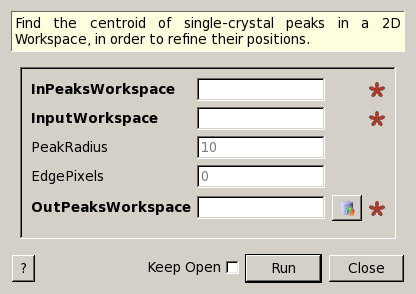 Find the centroid of single-crystal peaks in a 2D
Workspace, in order to refine their positions.
InPeaksWorkspace
InputWorkspace
PeakRadius 10
EdgePixels 0
OutPeaksWorkspace
? Keep Open Run Close